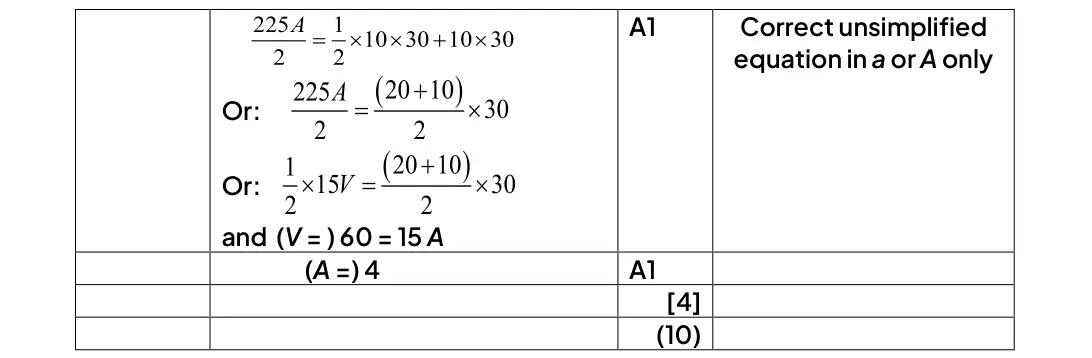 225A/2 = 1/2 ×10×30+10×30 A1 Correct unsimplified
equation in a or A only
Or: 225A/2 = (20+10)/2 ×30
Or: 1/2 ×15V = (20+10)/2 ×30
and (V = ) 60 = 15 A
(A =) 4 A1
[4]
(10)